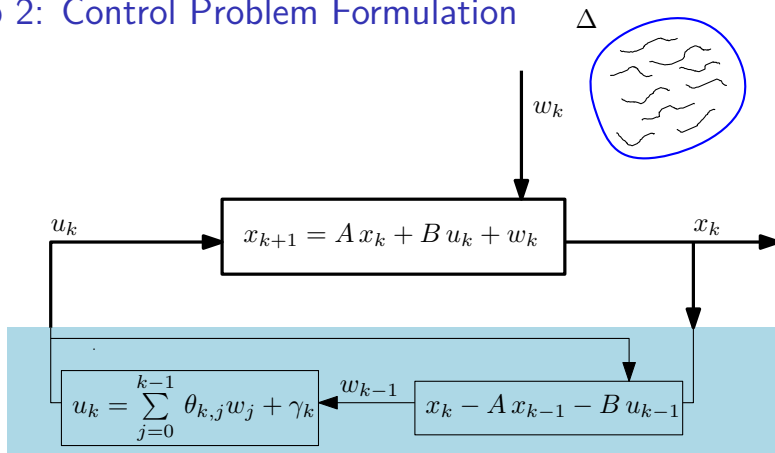 o 2: Control Problem Formulation
Δ
w_k
u_k
x_{k+1} = A x_k + B u_k + w_k
x_k
u_k = \sum_{j=0}^{k-1} θ_{k,j} w_j + γ_k
w_{k-1}
x_k - A x_{k-1} - B u_{k-1}